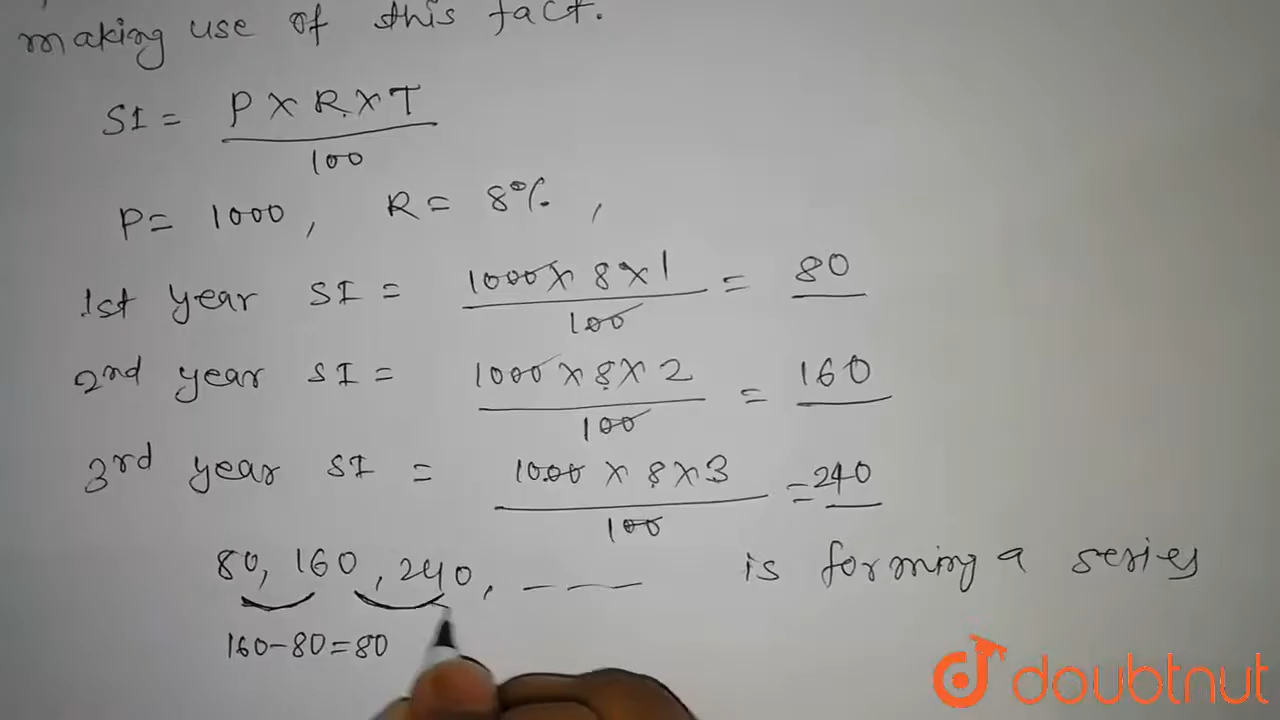 making use of this fact.
SI = P X R X T
100
P = 1000 , R = 8% ,
1st year SI = 1000 x 8 x 1 = 80
100
2nd year SI = 1000 x 8 x 2 = 160
100
3rd year SI = 1000 x 8 x 3 = 240
100
80, 160 , 240 , _ _ _ is forming a series
160-80=80
doubtnut